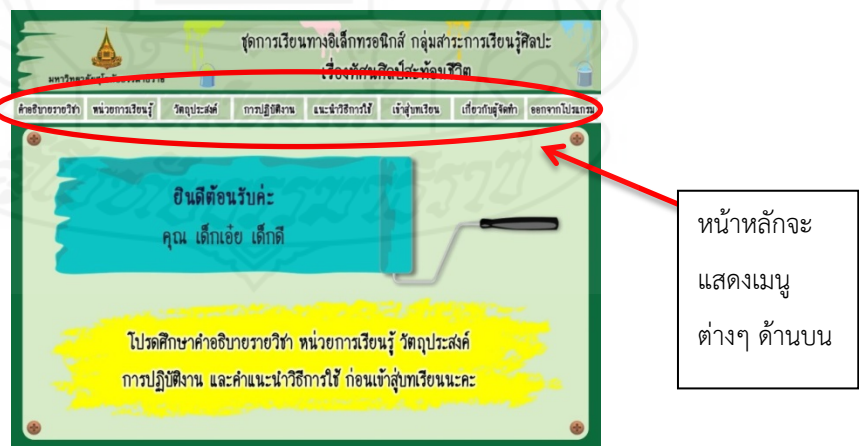 ชุดการเรียนทางอิเล็กทรอนิกส์ กลุ่มสาระการเรียนรู้ศิลปะ
เรื่องทัศนศิลป์สะท้อนชีวิต
คำอธิบายรายวิชา หน่วยการเรียนรู้ วัตถุประสงค์ การปฏิบัติงาน แนะนำวิธีการใช้ เข้าสู่บทเรียน เกี่ยวกับผู้จัดทำ ออกจากโปรแกรม
ยินดีต้อนรับค่ะ
คุณ เด็กเอ๋ย เด็กดี
โปรดศึกษาคำอธิบายรายวิชา หน่วยการเรียนรู้ วัตถุประสงค์
การปฏิบัติงาน และคำแนะนำวิธีการใช้ ก่อนเข้าสู่บทเรียนนะคะ
หน้าหลักจะ
แสดงเมนู
ต่างๆ ด้านบน